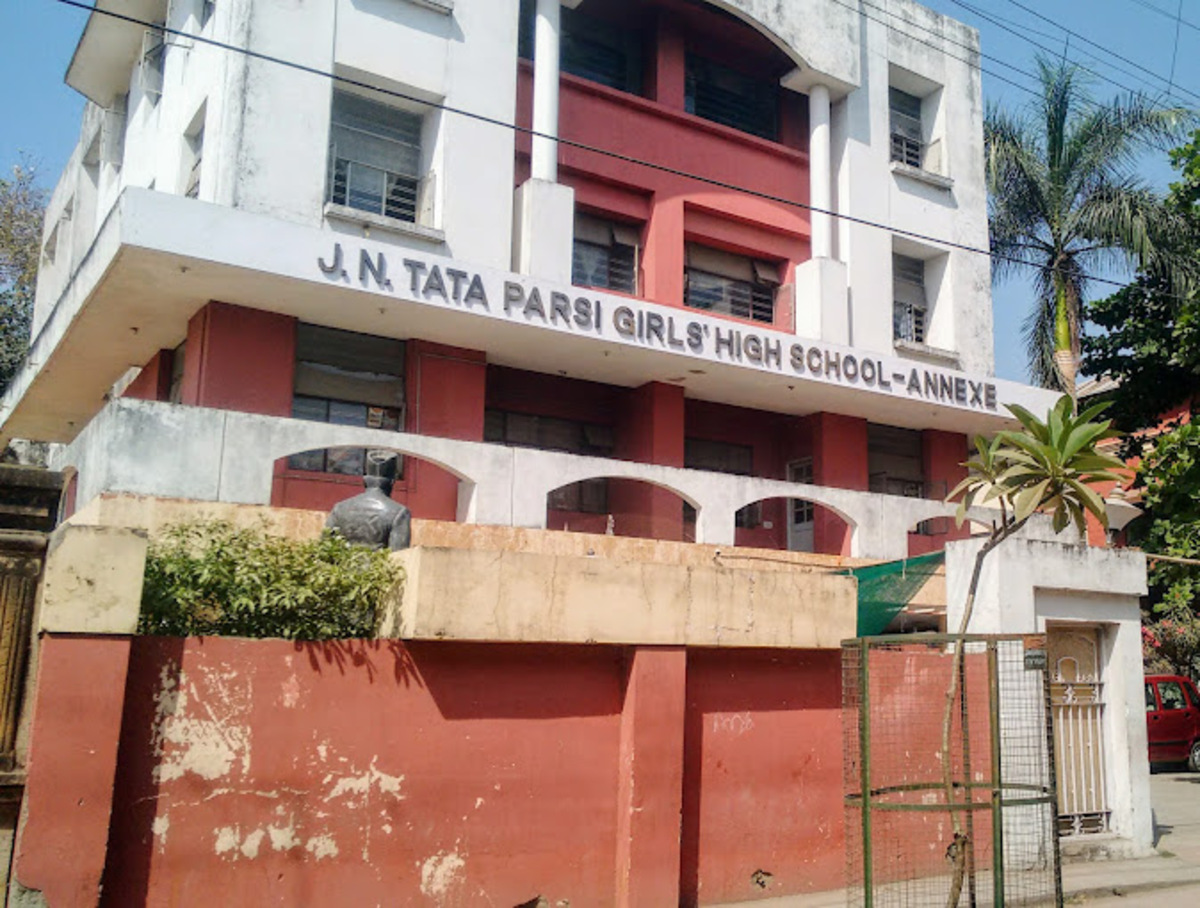 J. N. TATA PARSI GIRLS' HIGH SCHOOL-ANNEXE